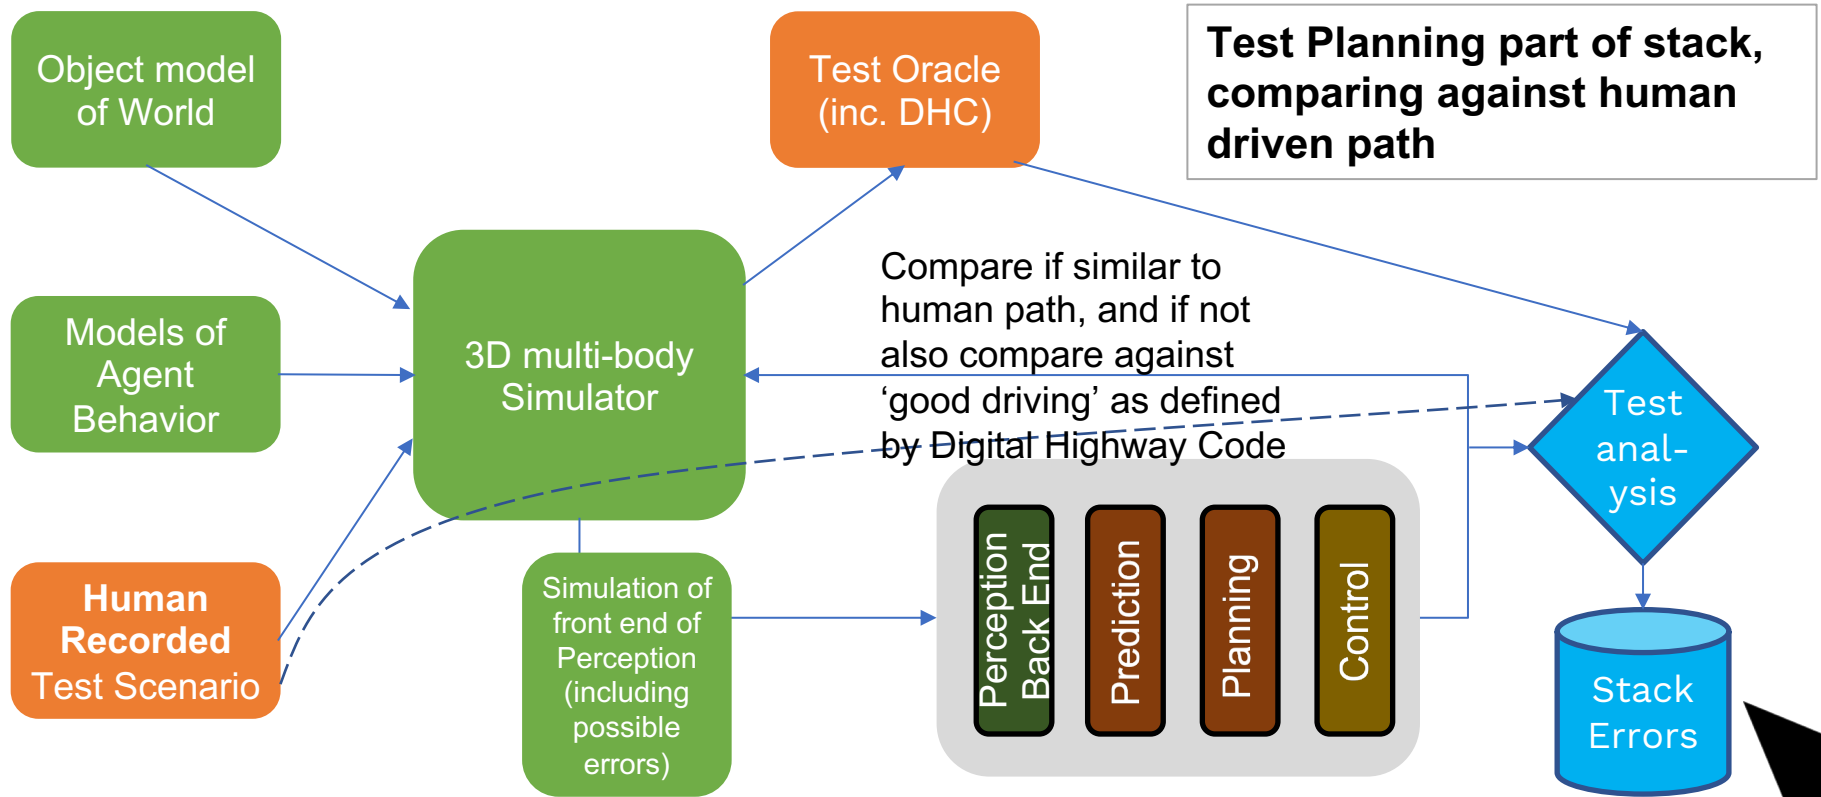 Object model
of World
Test Oracle
(inc. DHC)
Test Planning part of stack,
comparing against human
driven path
Models of
Agent
Behavior
3D multi-body
Simulator
Compare if similar to
human path, and if not
also compare against
‘good driving’ as defined
by Digital Highway Code
Test
anal-
ysis
Human
Recorded
Test Scenario
Simulation of
front end of
Perception
(including
possible
errors)
Perception
Back End
Prediction
Planning
Control
Stack
Errors